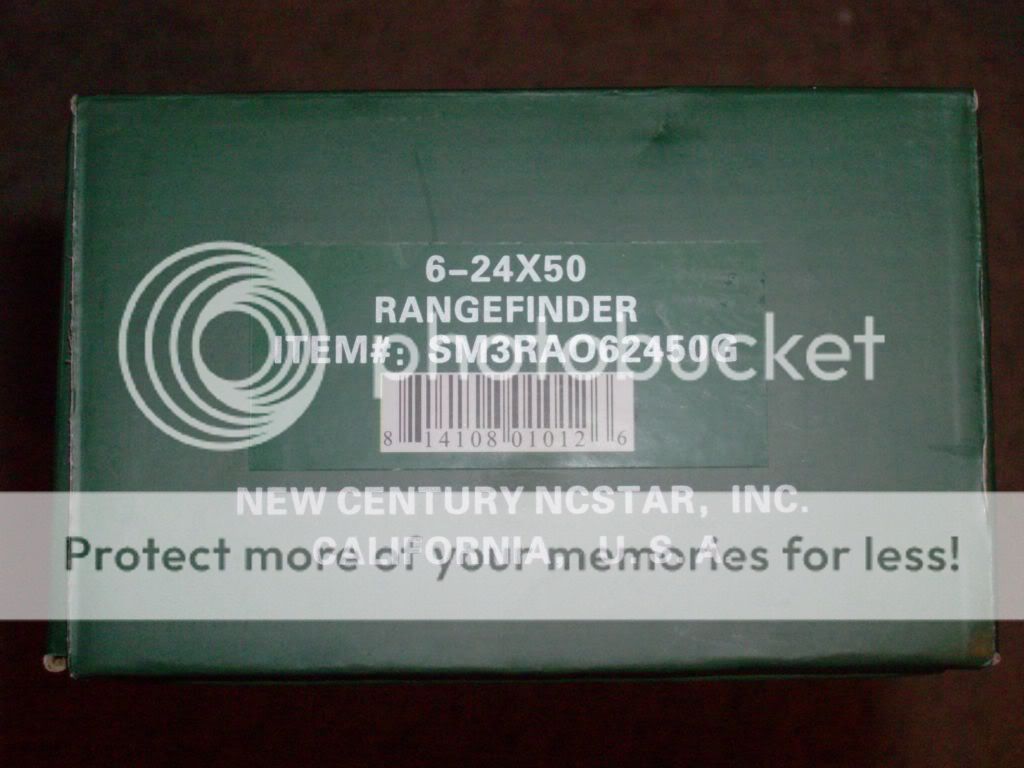 6-24X50
RANGEFINDER
ITEM#: SM3RAO62450G
photobucket
8 14108 01012 6
NEW CENTURY NCSTAR, INC.
CALIFORNIA, U.S.A
Protect more of your memories for less!